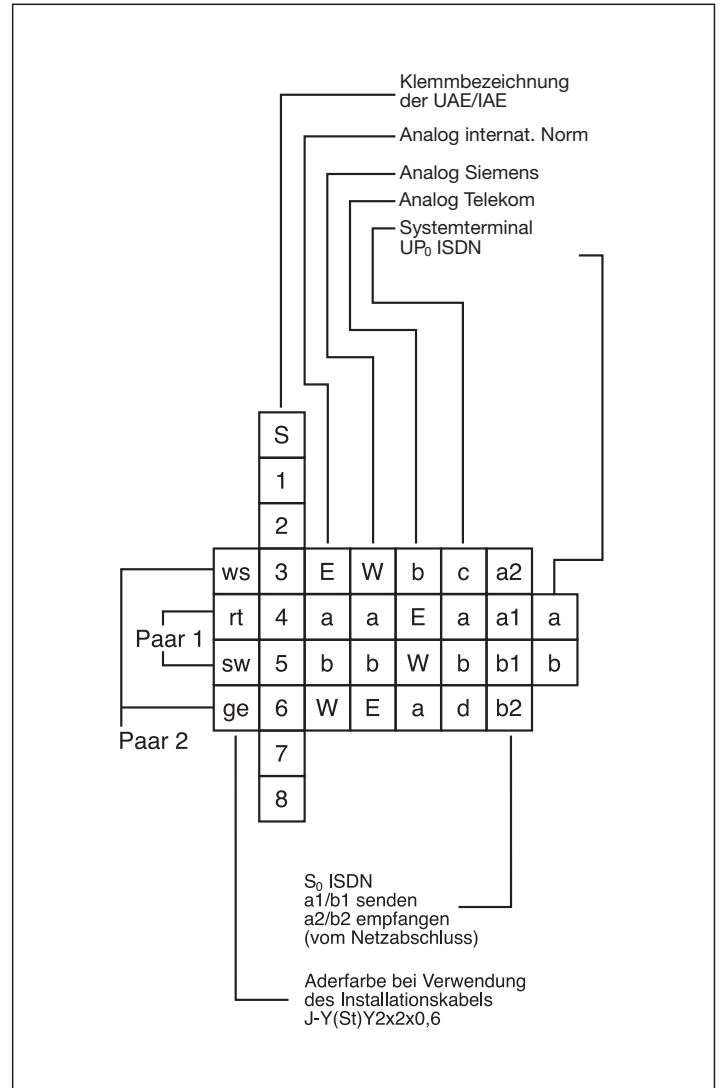 Klemmbezeichnung
der UAE/IAE
Analog internat. Norm
Analog Siemens
Analog Telekom
Systemterminal
UP₀ ISDN
S
1
2
ws 3 E W b c a2
rt 4 a a E a a1 a
Paar 1
sw 5 b b W b b1 b
ge 6 W E a d b2
Paar 2
7
8
S₀ ISDN
a1/b1 senden
a2/b2 empfangen
(vom Netzabschluss)
Aderfarbe bei Verwendung
des Installationskabels
J-Y(St)Y2x2x0,6